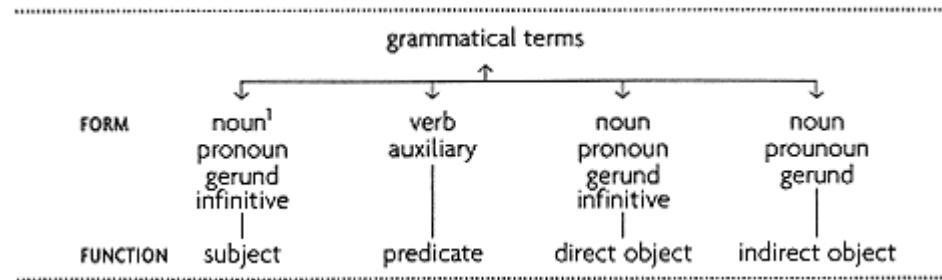 grammatical terms
FORM noun¹ verb noun noun
pronoun auxiliary pronoun prounoun
gerund gerund gerund
infinitive infinitive
FUNCTION subject predicate direct object indirect object